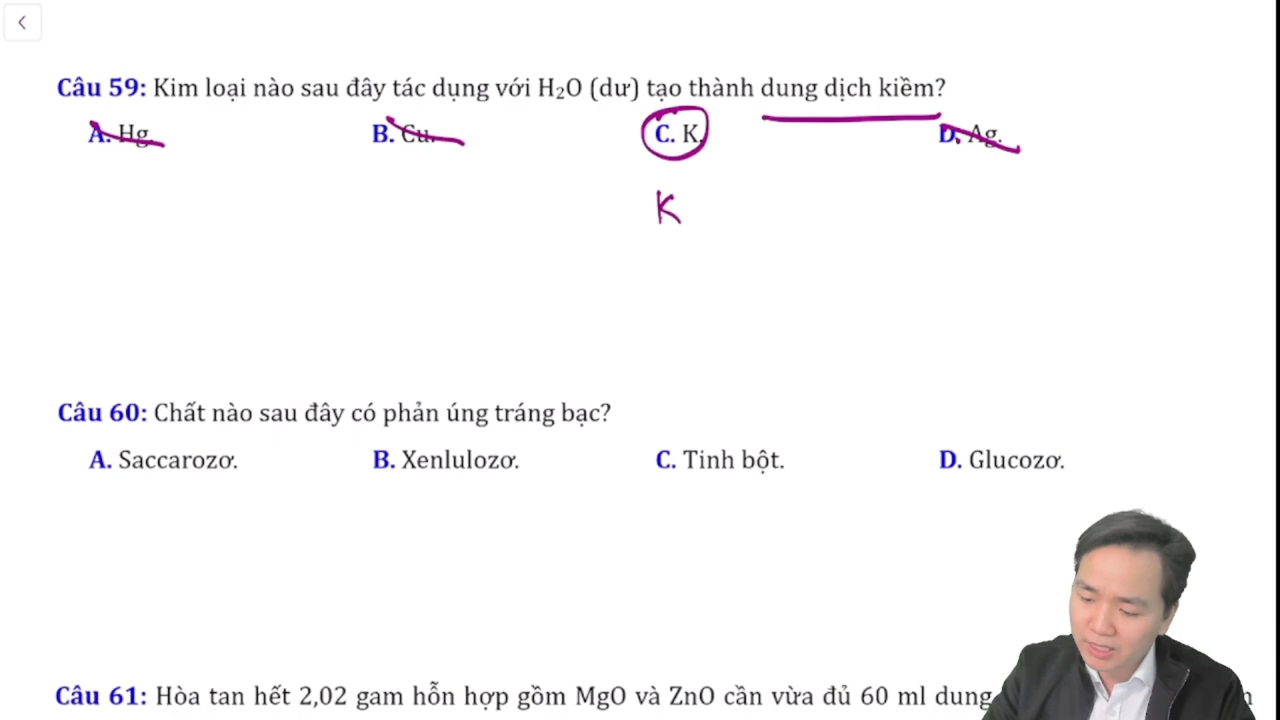 Câu 59: Kim loại nào sau đây tác dụng với H₂O (dư) tạo thành dung dịch kiềm?
A. Hg. B. Cu. C. K. D. Ag.
K
Câu 60: Chất nào sau đây có phản úng tráng bạc?
A. Saccarozơ. B. Xenlulozơ. C. Tinh bột. D. Glucozơ.
Câu 61: Hòa tan hết 2,02 gam hỗn hợp gồm MgO và ZnO cần vừa đủ 60 ml dung